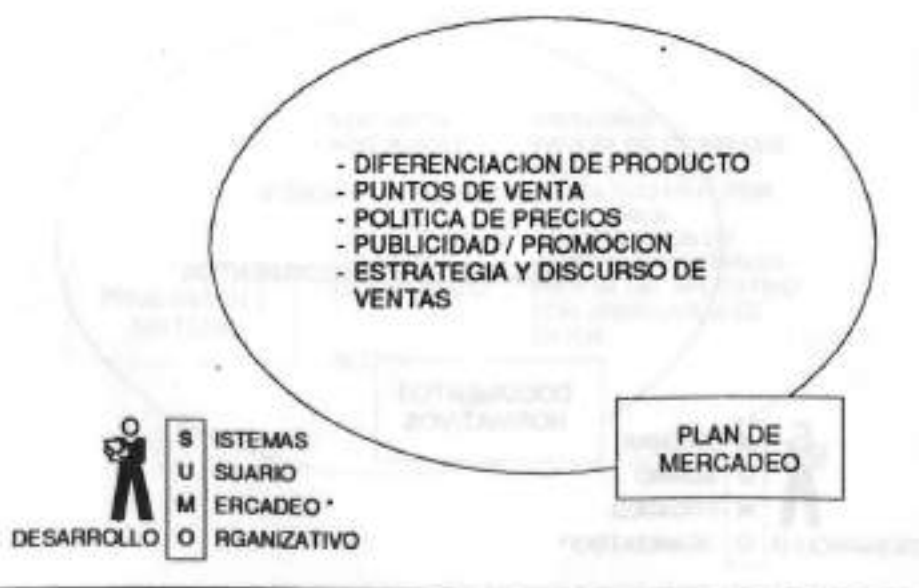 - DIFERENCIACION DE PRODUCTO
- PUNTOS DE VENTA
- POLITICA DE PRECIOS
- PUBLICIDAD / PROMOCION
- ESTRATEGIA Y DISCURSO DE
VENTAS
PLAN DE
MERCADEO
S ISTEMAS
U SUARIO
M ERCADEO *
DESARROLLO O RGANIZATIVO